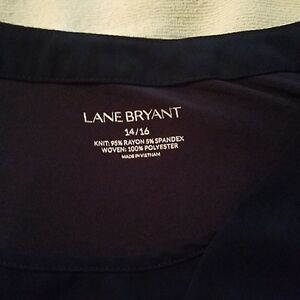 LANE BRYANT
14/16
KNIT: 95% RAYON 5% SPANDEX
WOVEN: 100% POLYESTER
MADE IN VIETNAM